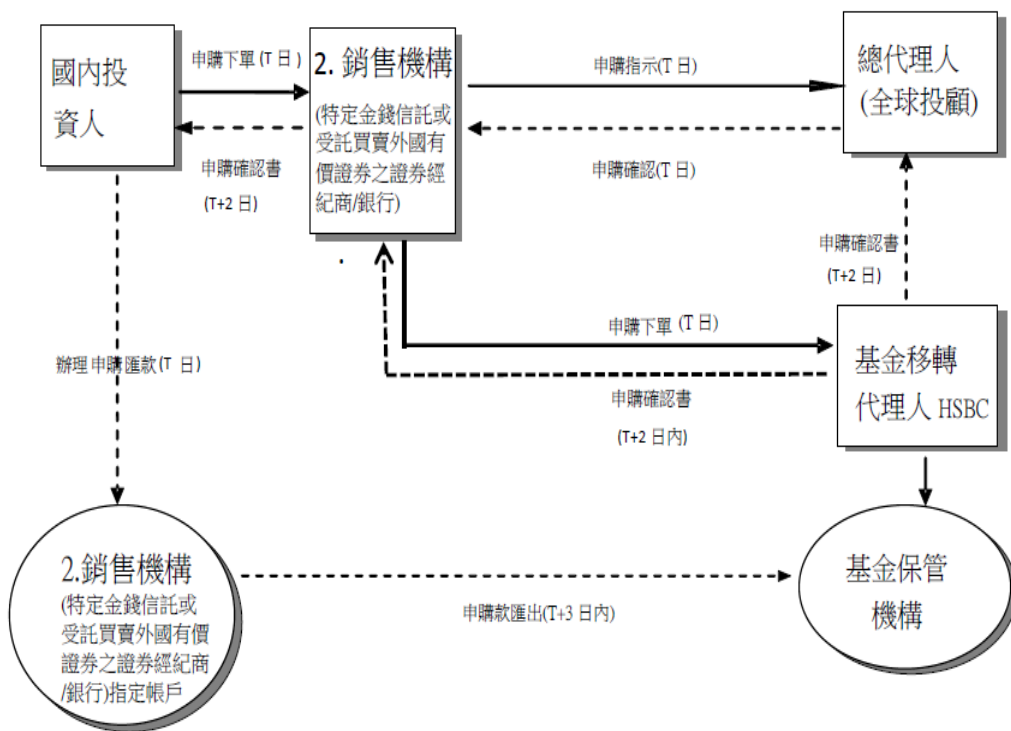 國內投
資人
申購下單 (T 日)
申購確認書
(T+2 日)
2. 銷售機構
(特定金錢信託或
受託買賣外國有
價證券之證券經
紀商/銀行)
申購指示(T 日)
申購確認(T 日)
總代理人
(全球投顧)
申購確認書
(T+2 日)
申購下單 (T 日)
申購確認書
(T+2 日內)
基金移轉
代理人 HSBC
辦理申購匯款(T 日)
2.銷售機構
(特定金錢信託或
受託買賣外國有價
證券之證券經紀商
/銀行)指定帳戶
申購款匯出(T+3 日內)
基金保管
機構